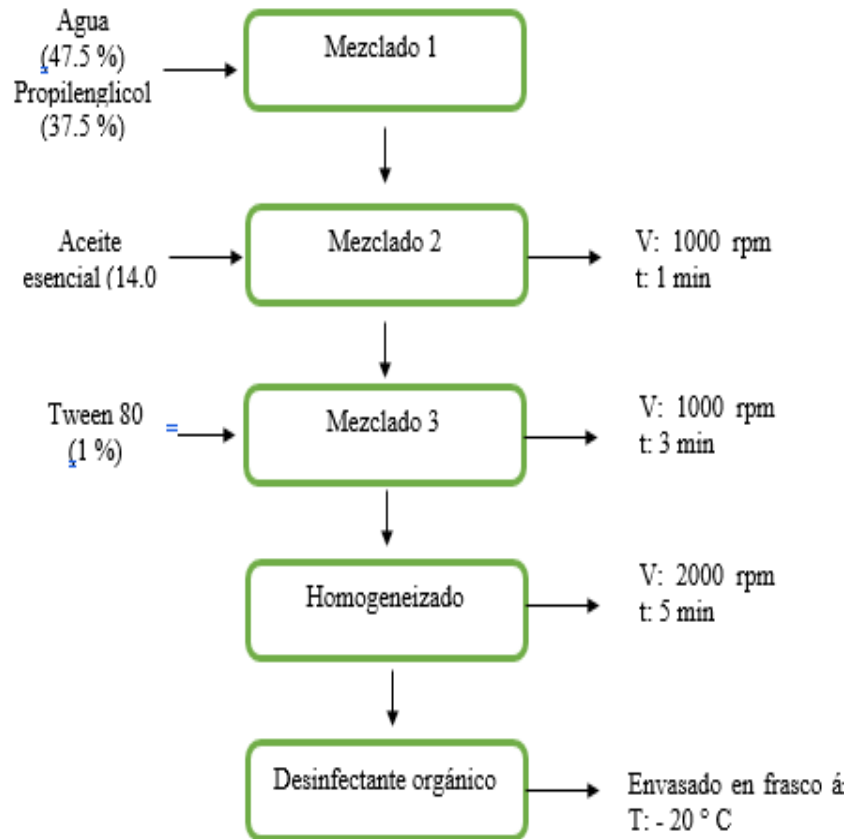 Agua
(47.5 %)
Propilenglicol
(37.5 %)
Mezclado 1
Aceite
esencial (14.0
Mezclado 2
V: 1000 rpm
t: 1 min
Tween 80
(1 %)
=
Mezclado 3
V: 1000 rpm
t: 3 min
Homogeneizado
V: 2000 rpm
t: 5 min
Desinfectante orgánico
Envasado en frasco
T: - 20 ° C